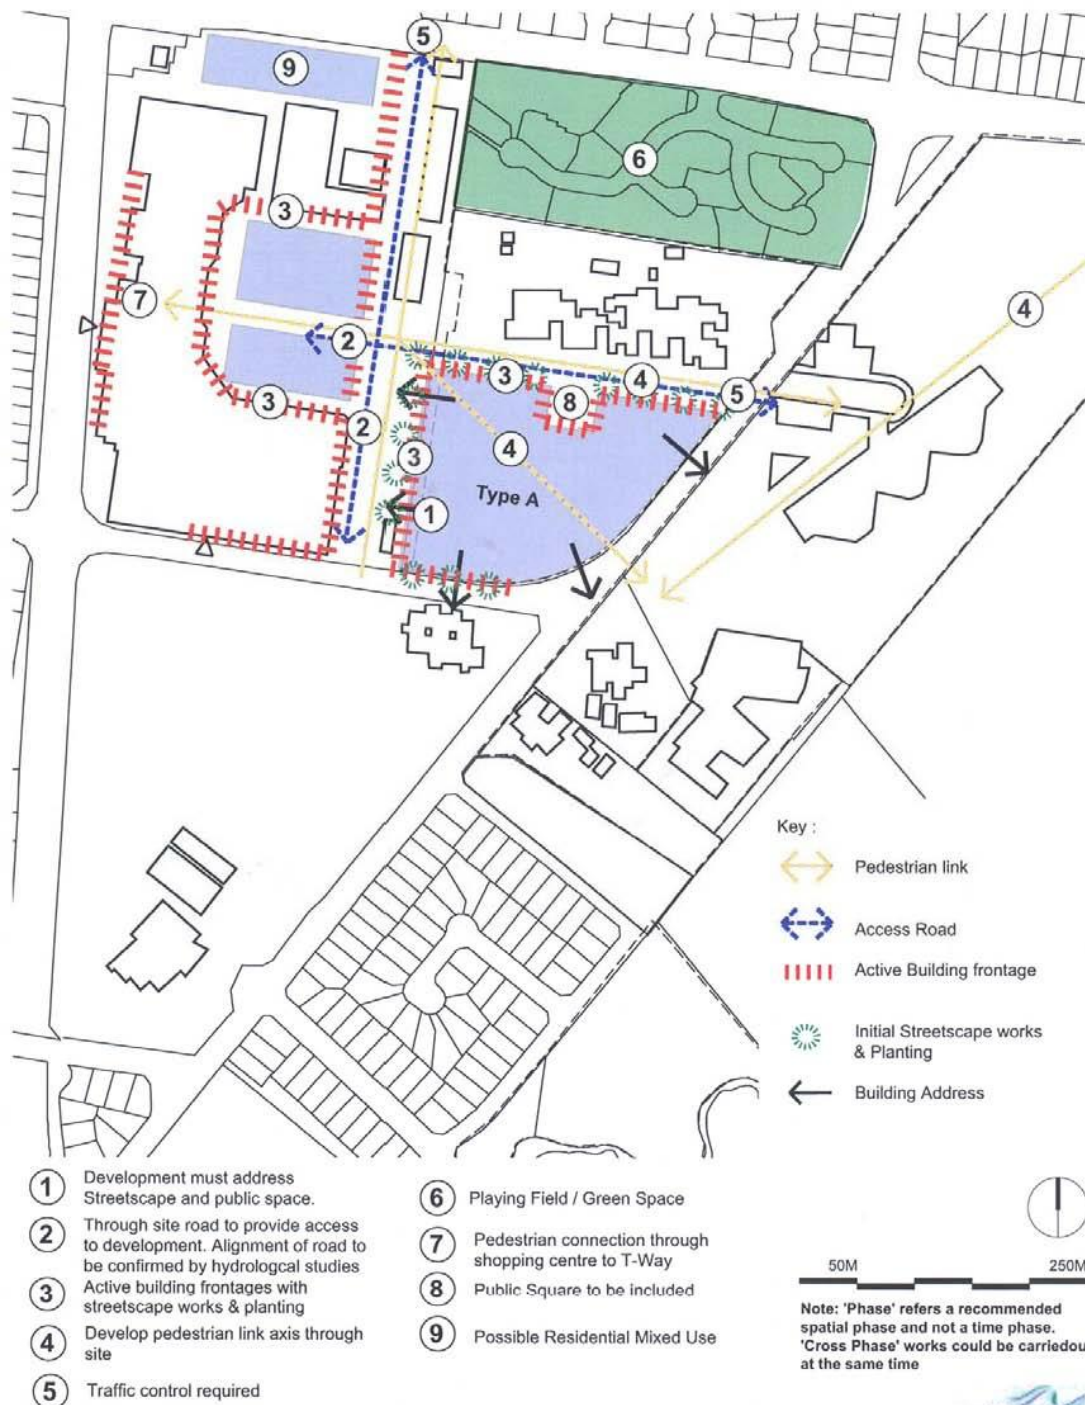 5
9
6
3
7
4
2
3
4
5
3
8
2
4
3
Type A
1
Key :
Pedestrian link
Access Road
Active Building frontage
Initial Streetscape works
& Planting
Building Address
1 Development must address
Streetscape and public space.
2 Through site road to provide access
to development. Alignment of road to
be confirmed by hydrologcal studies
3 Active building frontages with
streetscape works & planting
4 Develop pedestrian link axis through
site
5 Traffic control required
6 Playing Field / Green Space
7 Pedestrian connection through
shopping centre to T-Way
8 Public Square to be included
9 Possible Residential Mixed Use
50M 250M
Note: 'Phase' refers a recommended
spatial phase and not a time phase.
'Cross Phase' works could be carriedou
at the same time